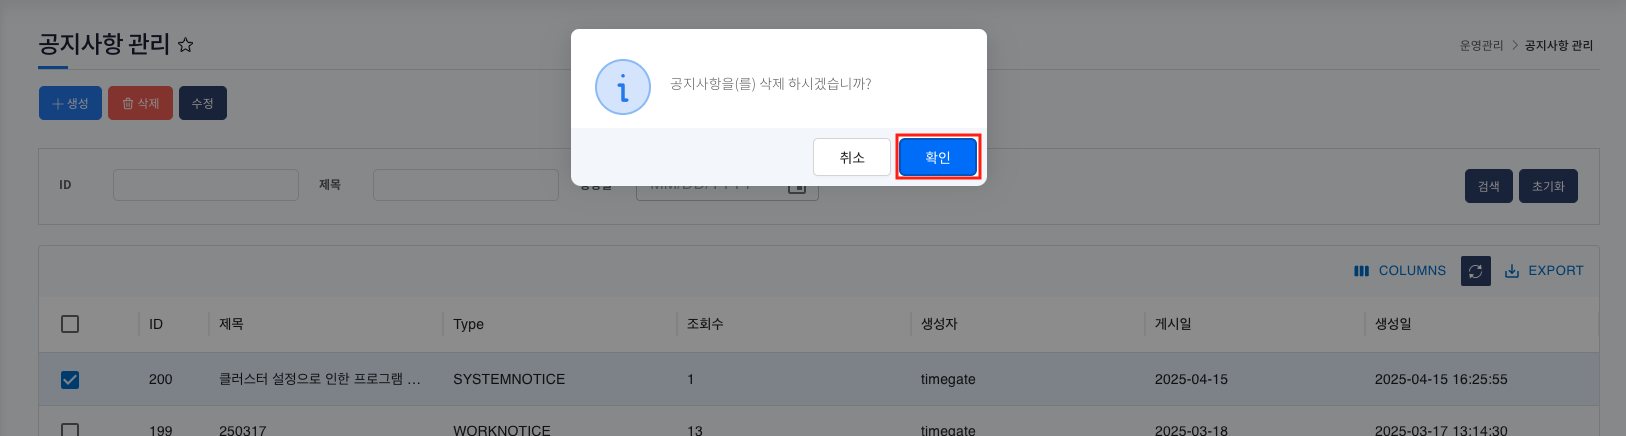 공지사항 관리
운영관리 > 공지사항 관리
생성 삭제 수정
공지사항을(를) 삭제 하시겠습니까?
취소 확인
ID 제목 MM/DD/YYYY 검색 초기화
COLUMNS EXPORT
ID 제목 Type 조회수 생성자 게시일 생성일
200 클러스터 설정으로 인한 프로그램 ... SYSTEMNOTICE 1 timegate 2025-04-15 2025-04-15 16:25:55
199 250317 WORKNOTICE 13 timegate 2025-03-18 2025-03-17 13:14:30